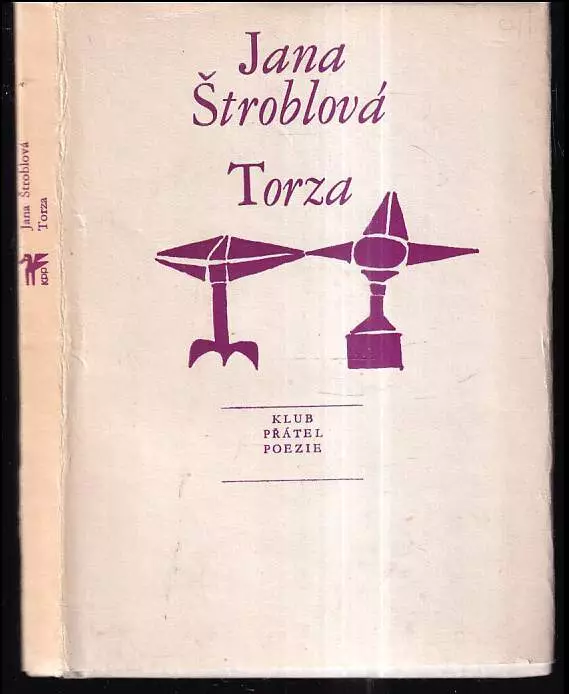 Jana
Štroblová
Torza
KLUB
PŘÁTEL
POEZIE
Jana Štroblová
Torza
KPP